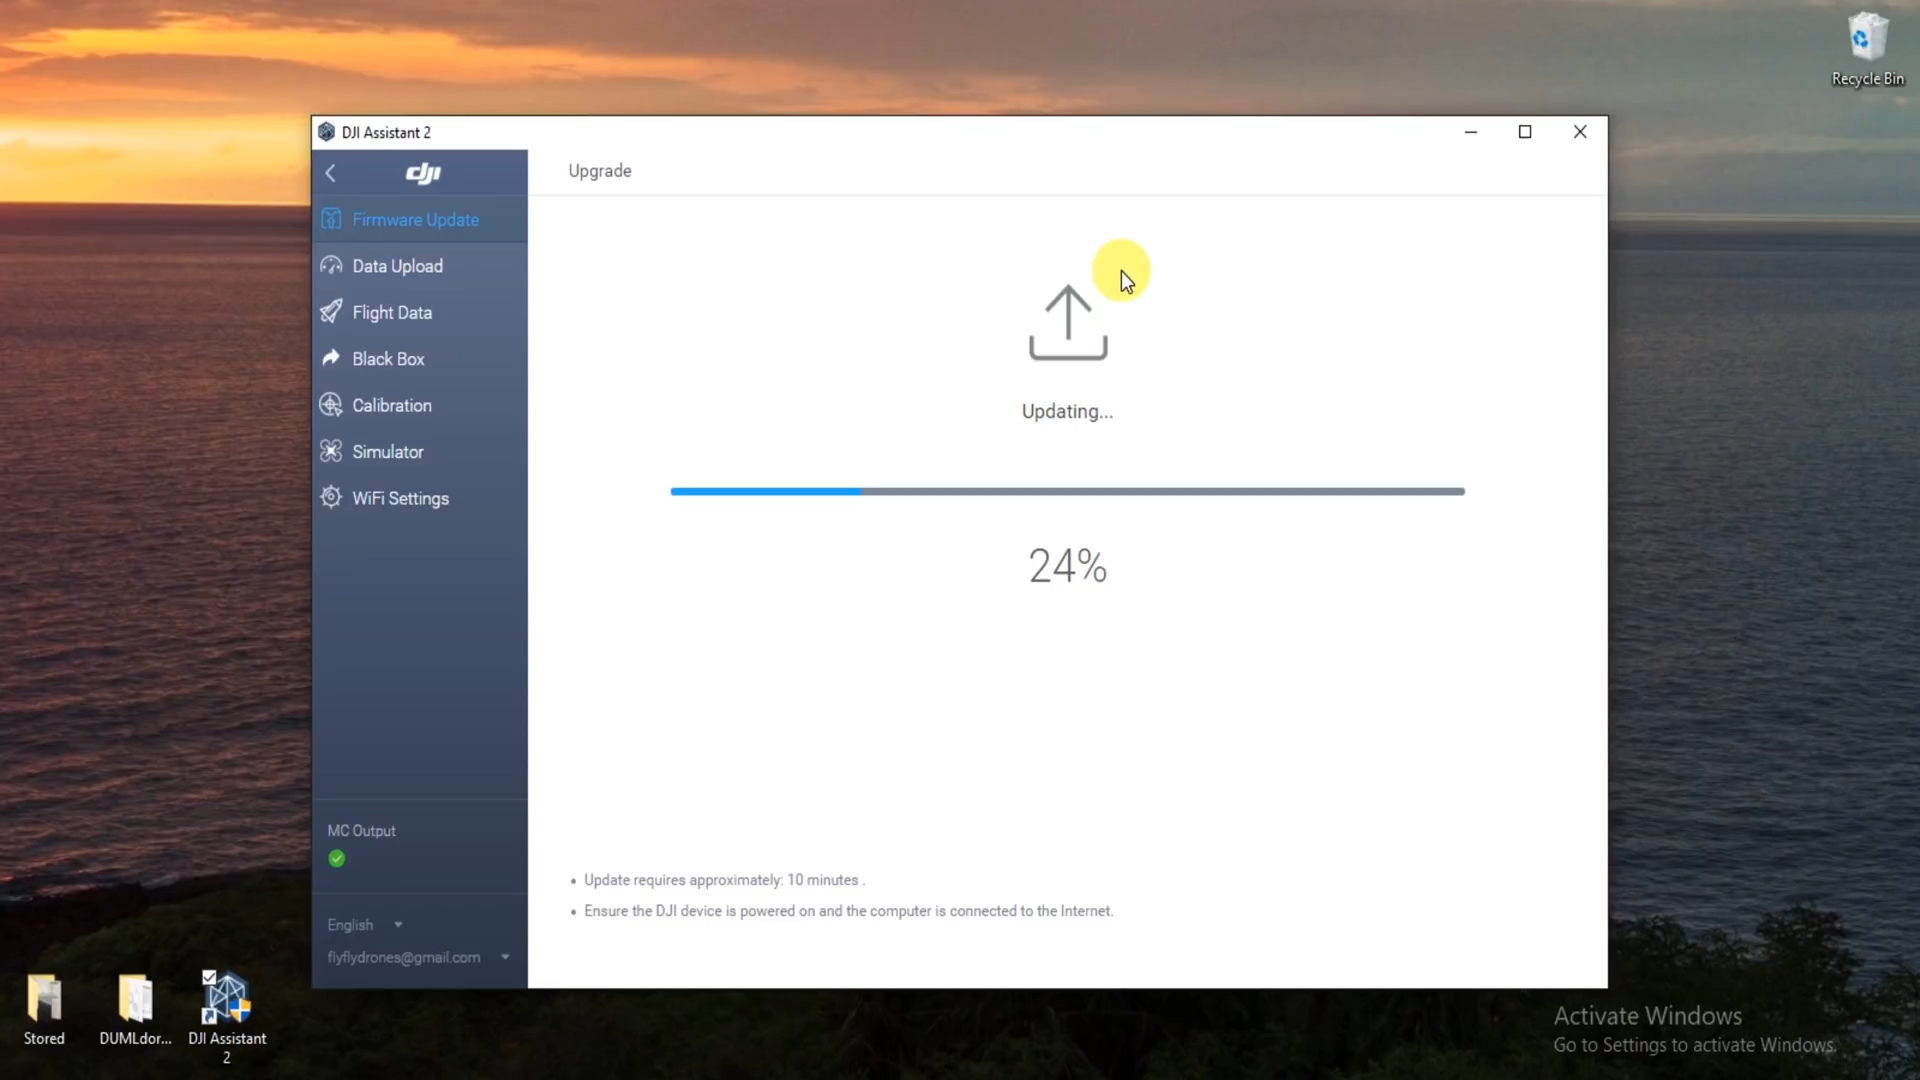 Recycle Bin
DJI Assistant 2
dji
Upgrade
Firmware Update
Data Upload
Flight Data
Black Box
Calibration
Simulator
WiFi Settings
Updating...
24%
MC Output
Update requires approximately: 10 minutes .
Ensure the DJI device is powered on and the computer is connected to the Internet.
English
flyflydrones@gmail.com
Stored
DUMLdor...
DJI Assistant
2
Activate Windows
Go to Settings to activate Windows.